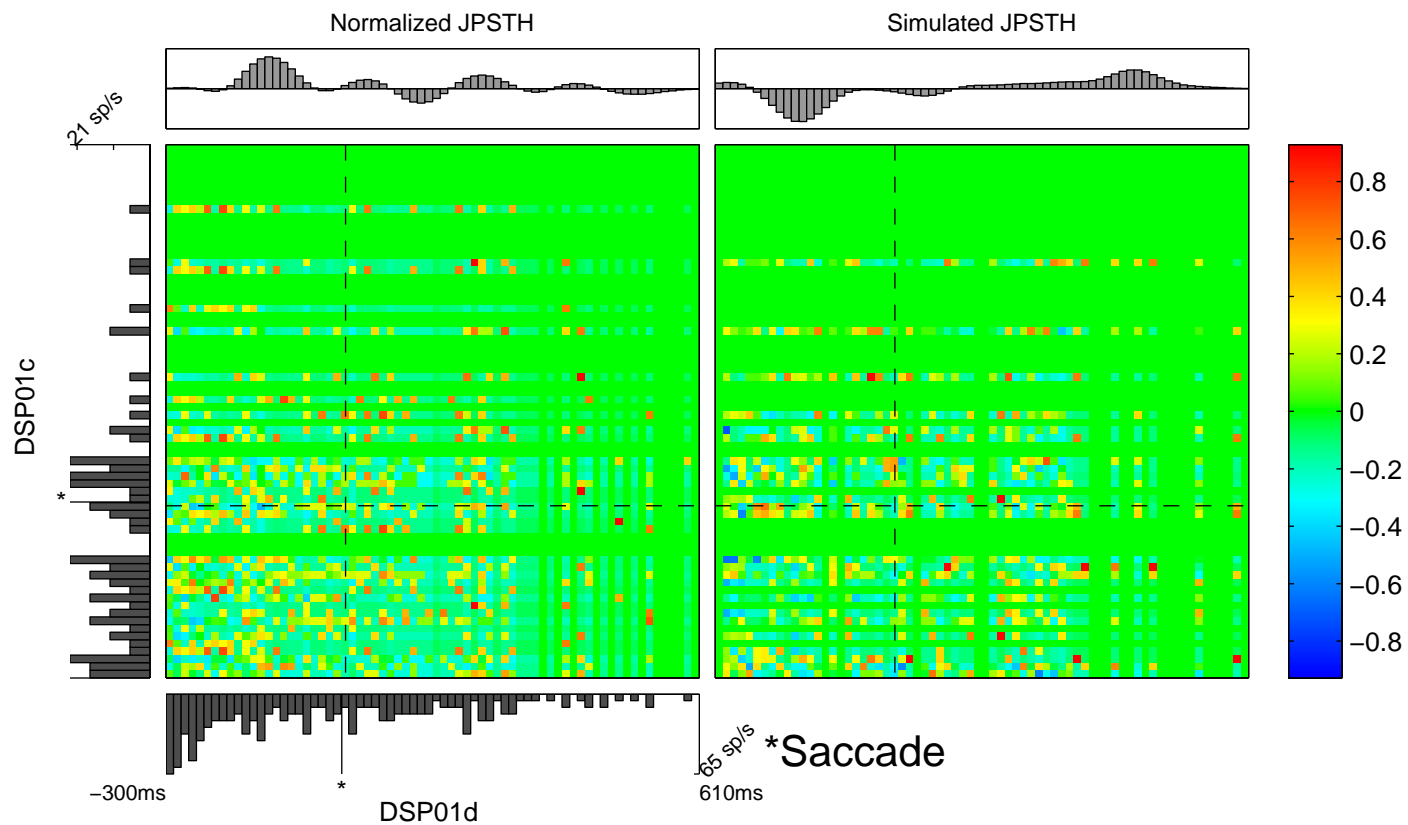 Normalized JPSTH
Simulated JPSTH
21 sp/s
DSP01c
*
0.8
0.6
0.4
0.2
0
−0.2
−0.4
−0.6
−0.8
65 sp/s
*Saccade
−300ms
*
610ms
DSP01d